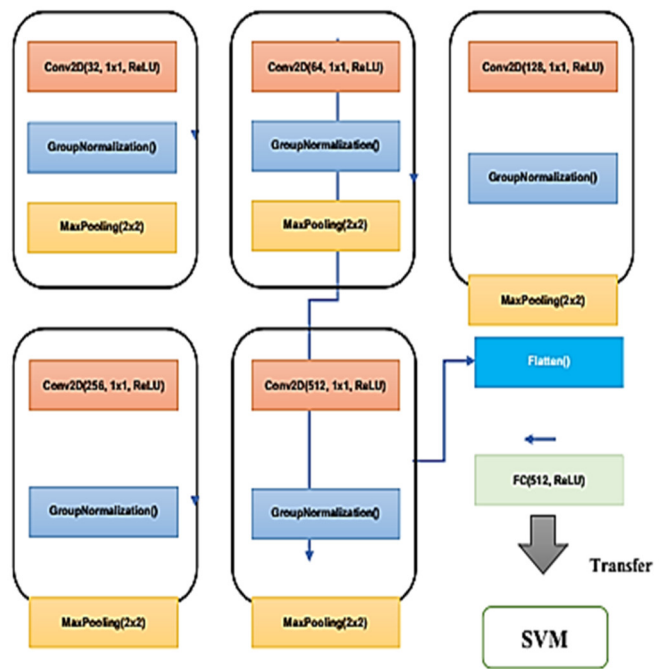 Conv2D(32, 1x1, ReLU)
GroupNormalization()
MaxPooling(2x2)
Conv2D(64, 1x1, ReLU)
GroupNormalization()
MaxPooling(2x2)
Conv2D(128, 1x1, ReLU)
GroupNormalization()
MaxPooling(2x2)
Conv2D(256, 1x1, ReLU)
GroupNormalization()
MaxPooling(2x2)
Conv2D(512, 1x1, ReLU)
GroupNormalization()
MaxPooling(2x2)
Flatten()
FC(512, ReLU)
Transfer
SVM